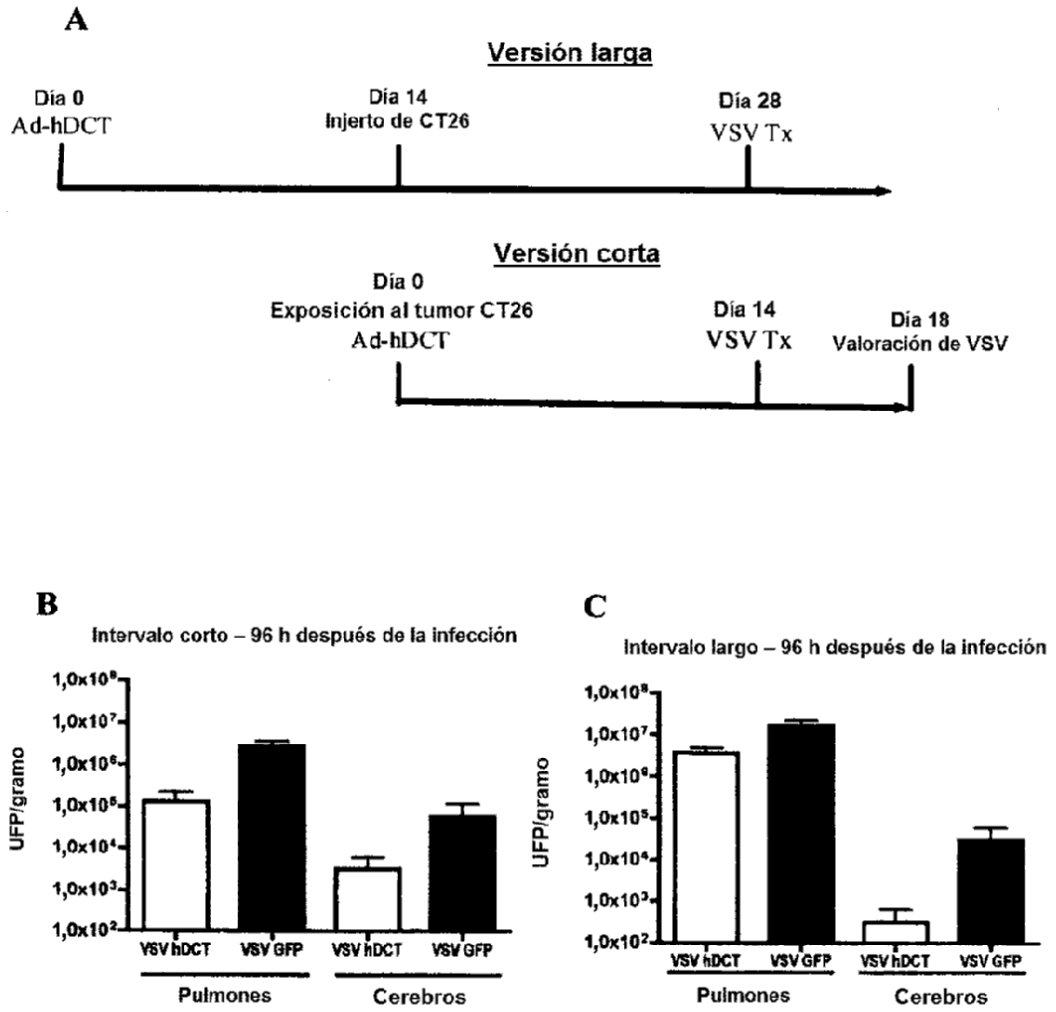 A
Versión larga
Día 0
Ad-hDCT
Día 14
Injerto de CT26
Día 28
VSV Tx
Versión corta
Día 0
Exposición al tumor CT26
Ad-hDCT
Día 14
VSV Tx
Día 18
Valoración de VSV
B
Intervalo corto – 96 h después de la infección
UFP/gramo
1,0x10⁸
1,0x10⁷
1,0x10⁶
1,0x10⁵
1,0x10⁴
1,0x10³
1,0x10²
VSV hDCT
VSV GFP
VSV hDCT
VSV GFP
Pulmones
Cerebros
C
Intervalo largo – 96 h después de la infección
UFP/gramo
1,0x10⁸
1,0x10⁷
1,0x10⁶
1,0x10⁵
1,0x10⁴
1,0x10³
1,0x10²
VSV hDCT
VSV GFP
VSV hDCT
VSV GFP
Pulmones
Cerebros